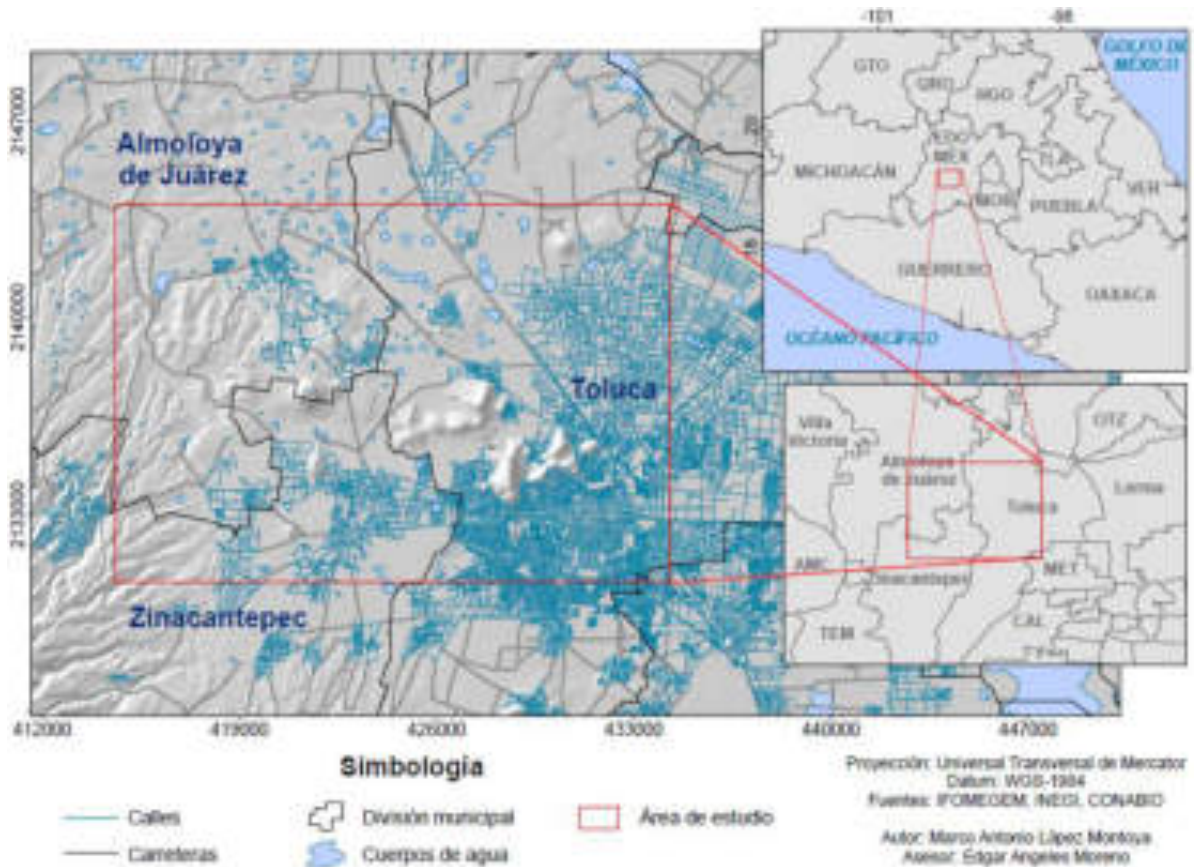 -101
-98
GOLFO DE
MÉXICO
GTO
QRO
HGO
EDO
MEX
TLA
MICHOACÁN
VER
MOR
PUEBLA
GUERRERO
OAXACA
OCÉANO PACÍFICO
2147000
2140000
2133000
Almoloya
de Juárez
Toluca
Zinacantepec
Villa
Victoria
OTZ
Almoloya
de Juárez
Lerma
Toluca
Zinacantepec
MET
TEM
CAL
412000
419000
426000
433000
440000
447000
Simbología
Calles
División municipal
Área de estudio
Carreteras
Cuerpos de agua
Proyección: Universal Transversal de Mercator
Datum: WGS-1984
Fuentes: IFOMEGEM, INEGI, CONABIO
Autor: Marco Antonio López Montoya
Asesor: Edgar Angeles Moreno